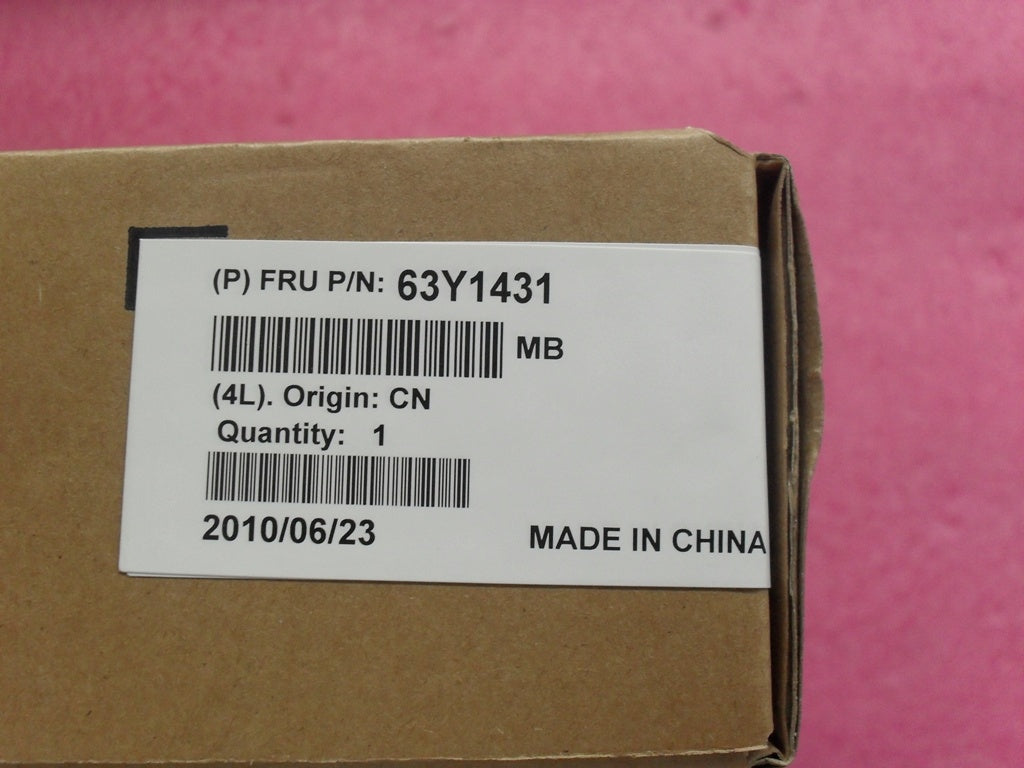 (P) FRU P/N: 63Y1431
MB
(4L). Origin: CN
Quantity: 1
2010/06/23
MADE IN CHINA